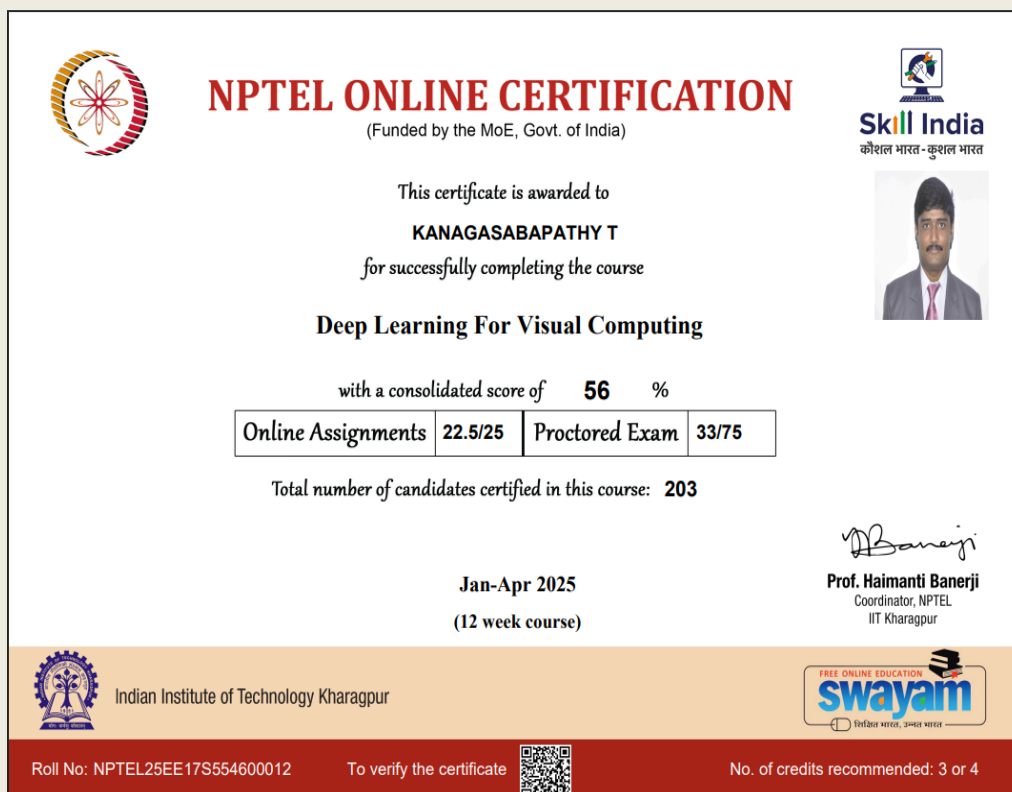 NPTEL ONLINE CERTIFICATION
(Funded by the MoE, Govt. of India)
Skill India
कौशल भारत - कुशल भारत
This certificate is awarded to
KANAGASABAPATHY T
for successfully completing the course
Deep Learning For Visual Computing
with a consolidated score of 56 %
Online Assignments 22.5/25 Proctored Exam 33/75
Total number of candidates certified in this course: 203
Banerji
Prof. Haimanti Banerji
Coordinator, NPTEL
IIT Kharagpur
Jan-Apr 2025
(12 week course)
Indian Institute of Technology Kharagpur
FREE ONLINE EDUCATION
swayam
शिक्षित भारत, उन्नत भारत
Roll No: NPTEL25EE17S554600012 To verify the certificate No. of credits recommended: 3 or 4